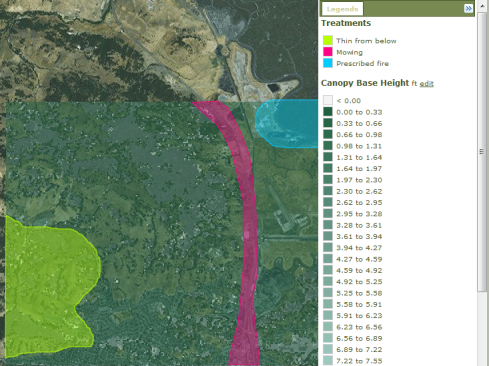 Legends
Treatments
Thin from below
Mowing
Prescribed fire
Canopy Base Height ft edit
< 0.00
0.00 to 0.33
0.33 to 0.66
0.66 to 0.98
0.98 to 1.31
1.31 to 1.64
1.64 to 1.97
1.97 to 2.30
2.30 to 2.62
2.62 to 2.95
2.95 to 3.28
3.28 to 3.61
3.61 to 3.94
3.94 to 4.27
4.27 to 4.59
4.59 to 4.92
4.92 to 5.25
5.25 to 5.58
5.58 to 5.91
5.91 to 6.23
6.23 to 6.56
6.56 to 6.89
6.89 to 7.22
7.22 to 7.55